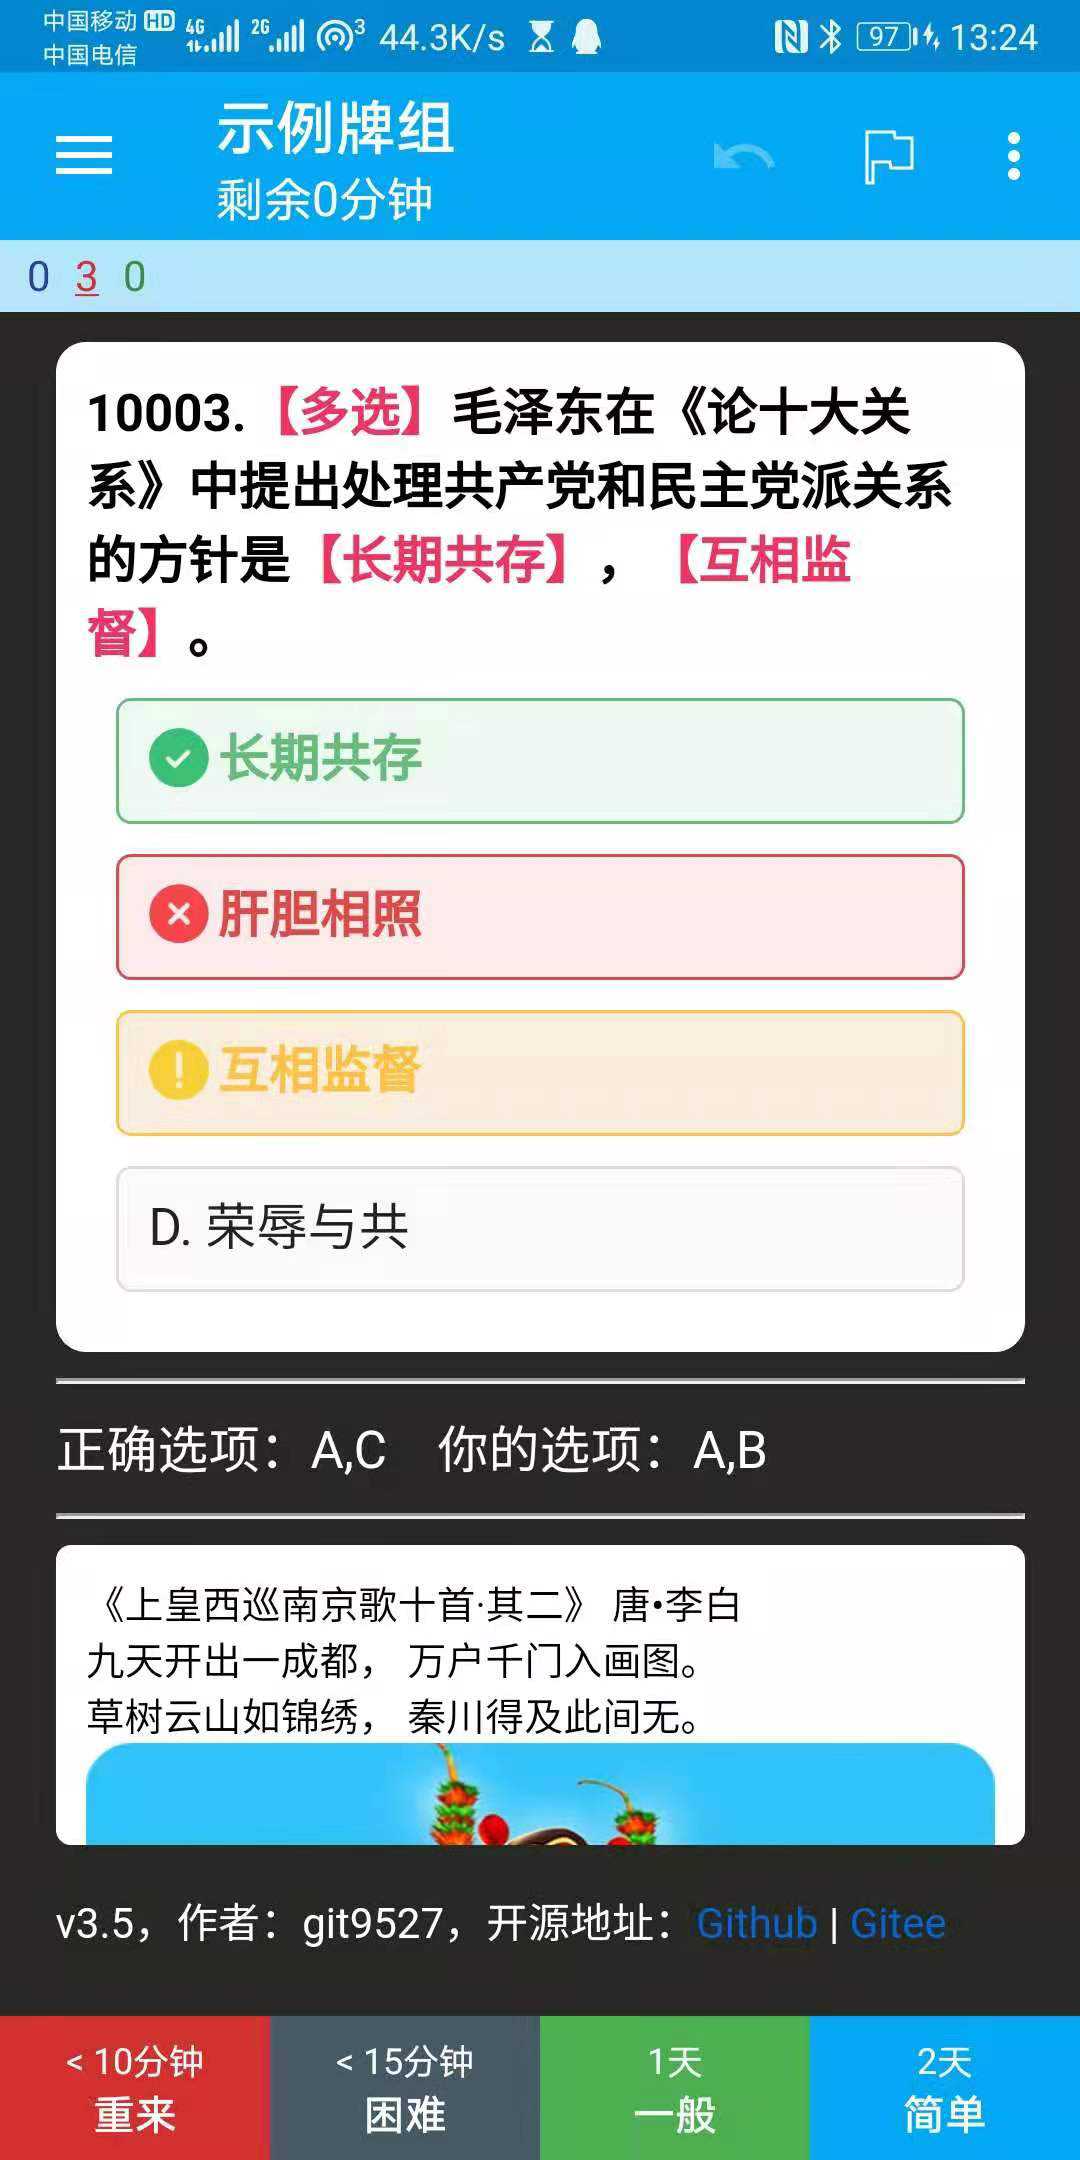 中国移动 HD 4G 2G 3 44.3K/s 97 13:24
中国电信
示例牌组
剩余0分钟
0 3 0
10003.【多选】毛泽东在《论十大关
系》中提出处理共产党和民主党派关系
的方针是【长期共存】，【互相监
督】。
长期共存
肝胆相照
互相监督
D. 荣辱与共
正确选项：A,C 你的选项：A,B
《上皇西巡南京歌十首·其二》 唐•李白
九天开出一成都， 万户千门入画图。
草树云山如锦绣， 秦川得及此间无。
v3.5，作者：git9527，开源地址：Github | Gitee
< 10分钟 < 15分钟 1天 2天
重来 困难 一般 简单